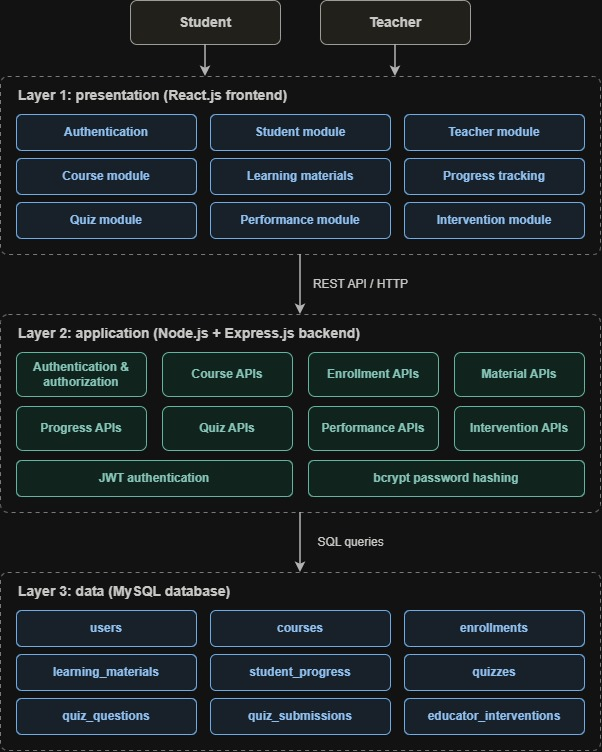 Student
Teacher
Layer 1: presentation (React.js frontend)
Authentication
Student module
Teacher module
Course module
Learning materials
Progress tracking
Quiz module
Performance module
Intervention module
REST API / HTTP
Layer 2: application (Node.js + Express.js backend)
Authentication &
authorization
Course APIs
Enrollment APIs
Material APIs
Progress APIs
Quiz APIs
Performance APIs
Intervention APIs
JWT authentication
bcrypt password hashing
SQL queries
Layer 3: data (MySQL database)
users
courses
enrollments
learning_materials
student_progress
quizzes
quiz_questions
quiz_submissions
educator_interventions